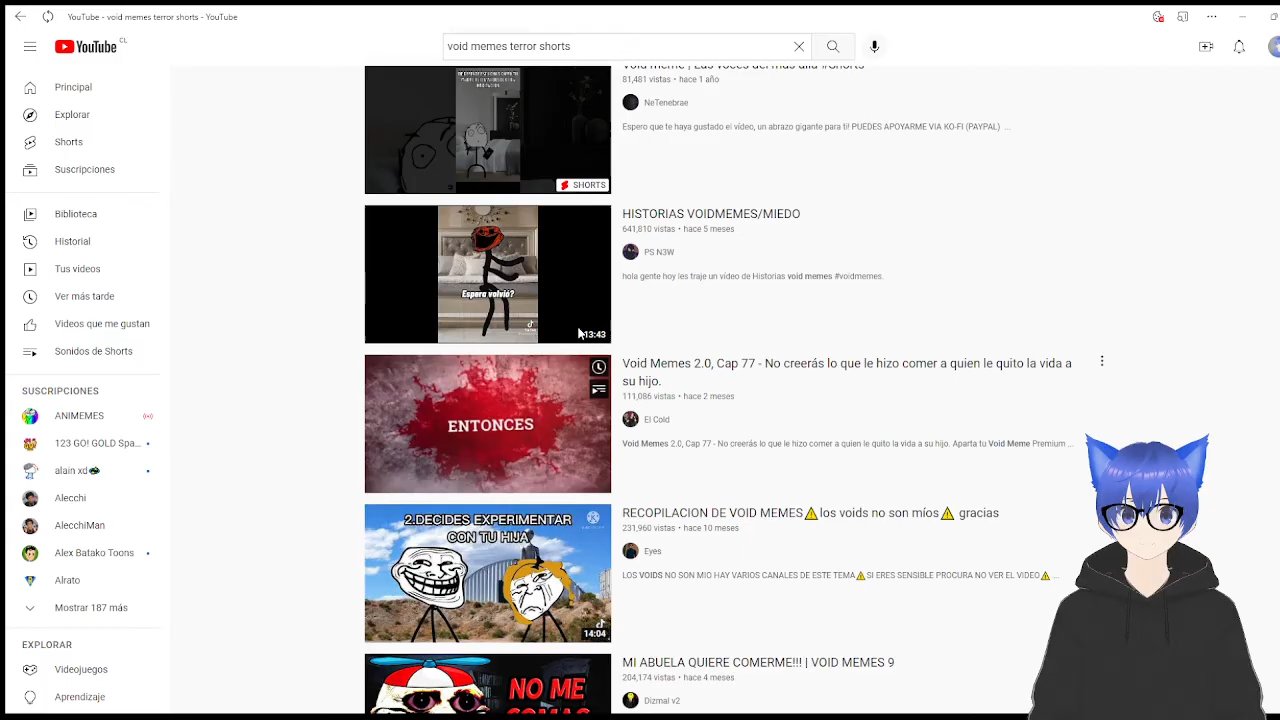 YouTube - void memes terror shorts - YouTube
YouTube CL
void memes terror shorts
Principal
Explorar
Shorts
Suscripciones
Biblioteca
Historial
Tus videos
Ver más tarde
Videos que me gustan
Sonidos de Shorts
SUSCRIPCIONES
ANIMEMES
123 GO! GOLD Spa...
alain xd
Alecchi
AlecchiMan
Alex Batako Toons
Alrato
Mostrar 187 más
EXPLORAR
Videojuegos
Aprendizaje
SHORTS
Void meme | Las voces del más allá #Shorts
81,481 vistas • hace 1 año
NeTenebrae
Espero que te haya gustado el vídeo, un abrazo gigante para ti! PUEDES APOYARME VIA KO-FI (PAYPAL) ...
Espera volvió?
13:43
HISTORIAS VOIDMEMES/MIEDO
641,810 vistas • hace 5 meses
PS N3W
hola gente hoy les traje un vídeo de Historias void memes #voidmemes.
ENTONCES
Void Memes 2.0, Cap 77 - No creerás lo que le hizo comer a quien le quito la vida a
su hijo.
111,086 vistas • hace 2 meses
El Cold
Void Memes 2.0, Cap 77 - No creerás lo que le hizo comer a quien le quito la vida a su hijo. Aparta tu Void Meme Premium ...
2.DECIDES EXPERIMENTAR
CON TU HIJA
14:04
RECOPILACION DE VOID MEMES⚠los voids no son míos⚠ gracias
231,960 vistas • hace 10 meses
Eyes
LOS VOIDS NO SON MIO HAY VARIOS CANALES DE ESTE TEMA⚠SI ERES SENSIBLE PROCURA NO VER EL VIDEO⚠ ...
NO ME
COMAS
MI ABUELA QUIERE COMERME!!! | VOID MEMES 9
204,174 vistas • hace 4 meses
Dizmal v2